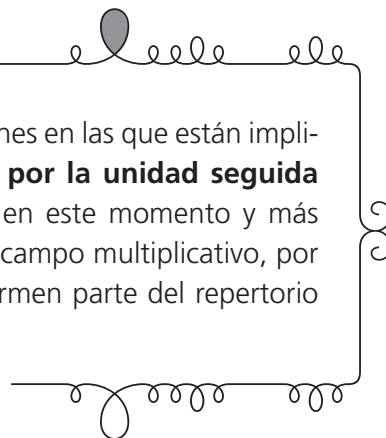 nes en las que están impli-
por la unidad seguida
en este momento y más
campo multiplicativo, por
rmen parte del repertorio